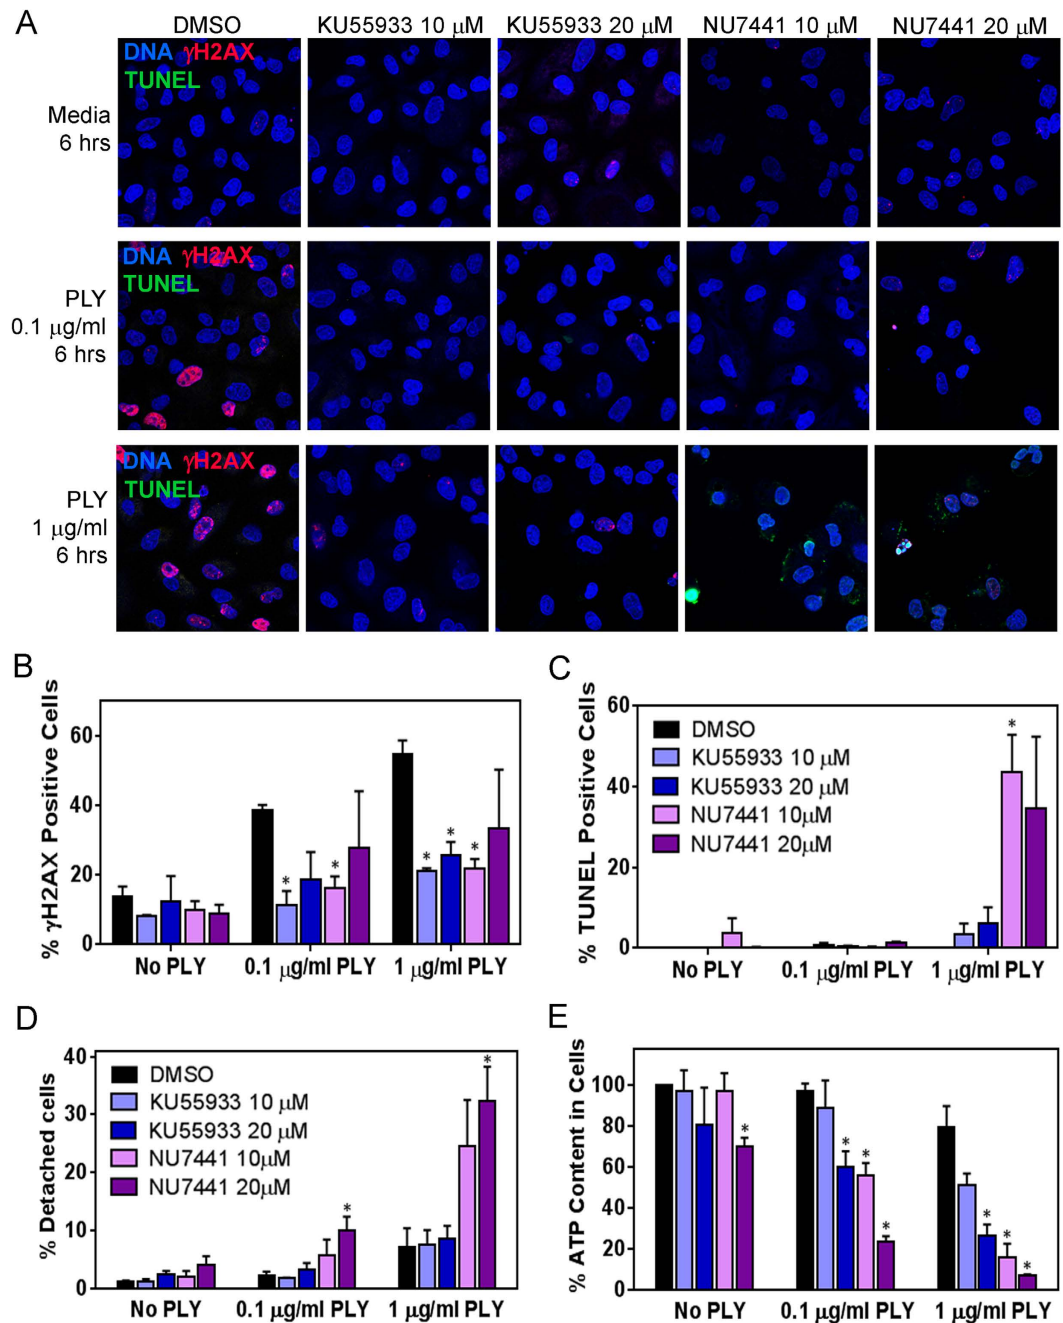 A
DMSO KU55933 10 μM KU55933 20 μM NU7441 10 μM NU7441 20 μM
DNA γH2AX
TUNEL
Media
6 hrs
DNA γH2AX
TUNEL
PLY
0.1 μg/ml
6 hrs
DNA γH2AX
TUNEL
PLY
1 μg/ml
6 hrs
B
% γH2AX Positive Cells
60
40
20
0
* * * * *
No PLY 0.1 μg/ml PLY 1 μg/ml PLY
C
% TUNEL Positive Cells
60
40
20
0
DMSO
KU55933 10 μM
KU55933 20 μM
NU7441 10μM
NU7441 20μM
*
No PLY 0.1 μg/ml PLY 1 μg/ml PLY
D
% Detached cells
40
30
20
10
0
DMSO
KU55933 10 μM
KU55933 20 μM
NU7441 10μM
NU7441 20μM
* *
No PLY 0.1 μg/ml PLY 1 μg/ml PLY
E
% ATP Content in Cells
100
80
60
40
20
0
* * * * * * *
No PLY 0.1 μg/ml PLY 1 μg/ml PLY